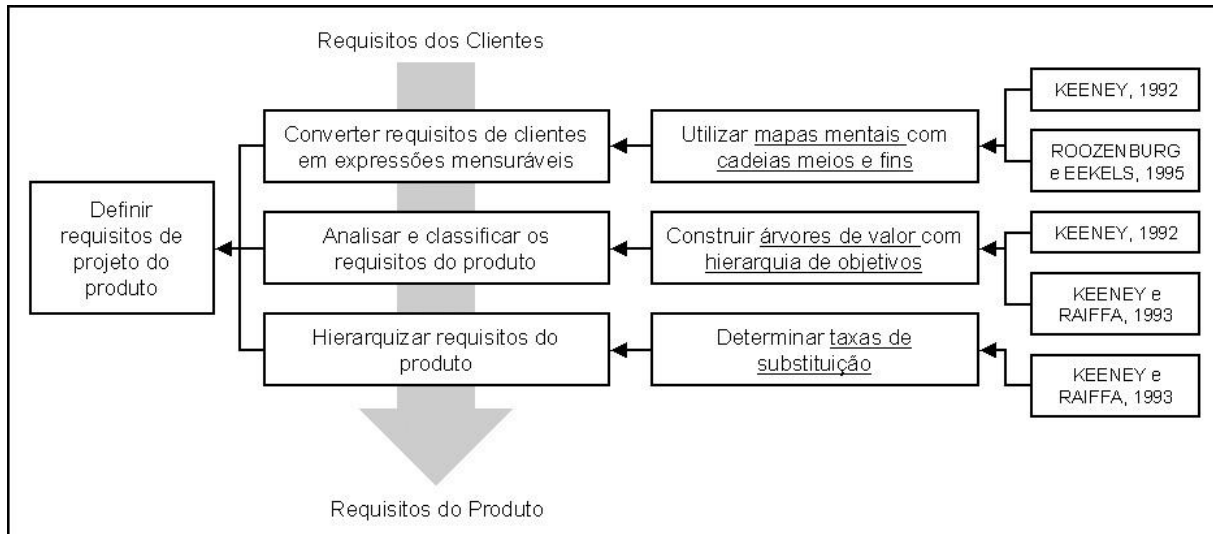 Requisitos dos Clientes
Converter requisitos de clientes
em expressões mensuráveis
Utilizar mapas mentais com
cadeias meios e fins
KEENEY, 1992
ROOZENBURG
e EEKELS, 1995
Definir
requisitos de
projeto do
produto
Analisar e classificar os
requisitos do produto
Construir árvores de valor com
hierarquia de objetivos
KEENEY, 1992
KEENEY e
RAIFFA, 1993
Hierarquizar requisitos do
produto
Determinar taxas de
substituição
KEENEY e
RAIFFA, 1993
Requisitos do Produto